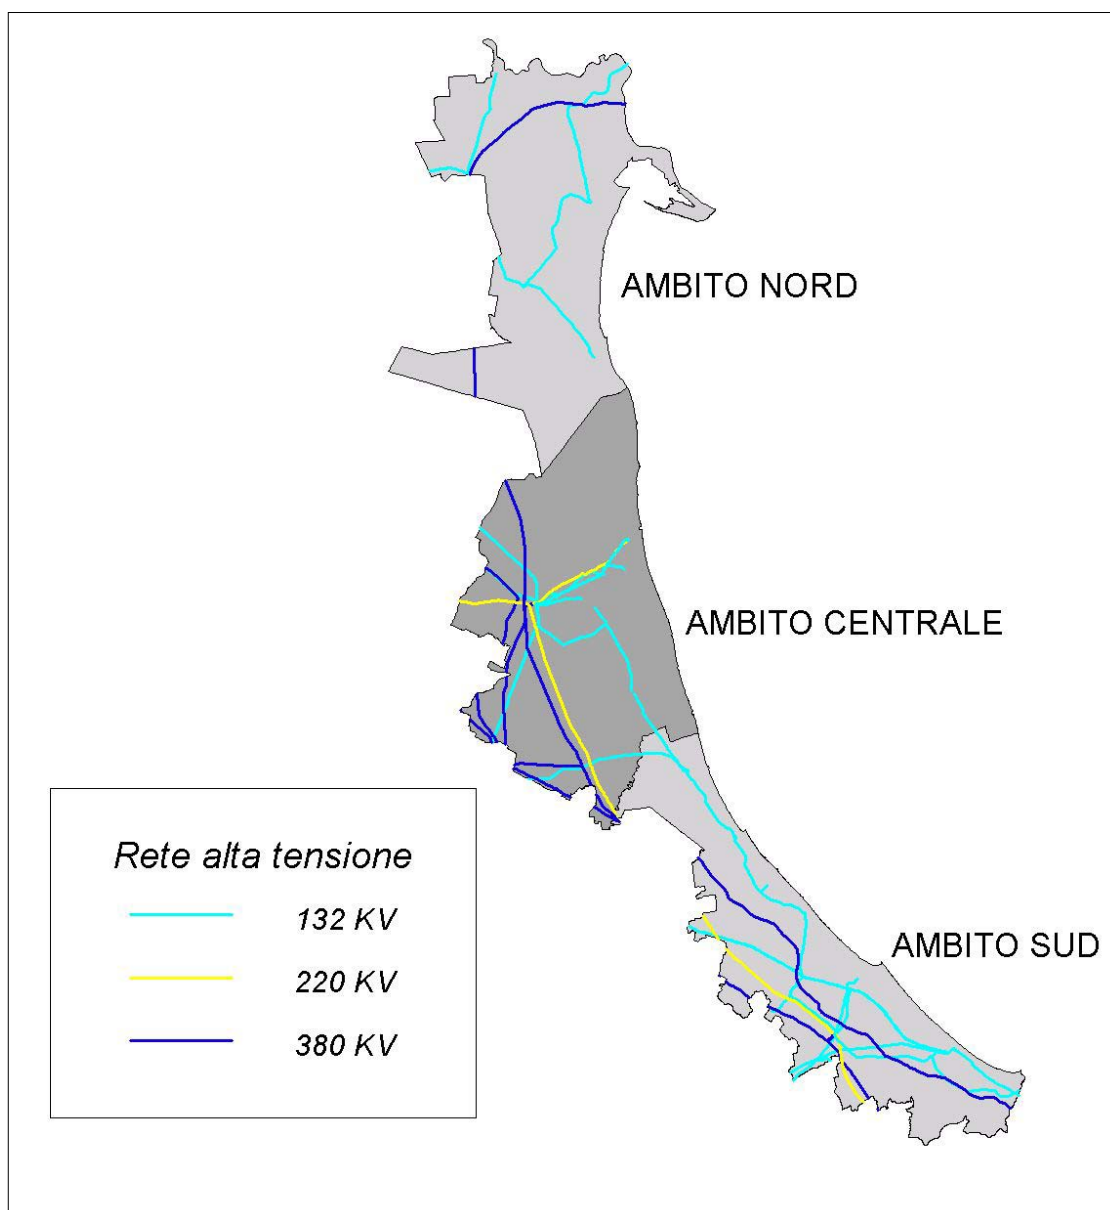 AMBITO NORD
AMBITO CENTRALE
AMBITO SUD
Rete alta tensione
132 KV
220 KV
380 KV